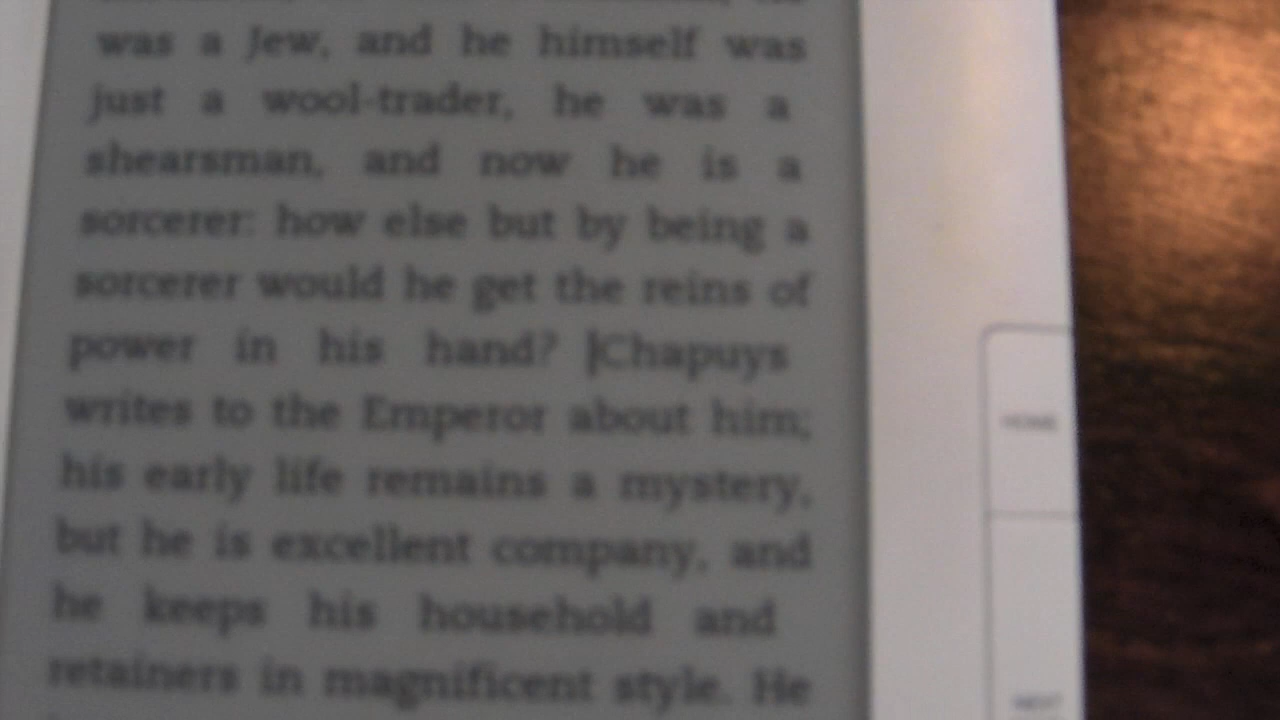 was a Jew, and he himself was
just a wool-trader, he was a
shearsman, and now he is a
sorcerer: how else but by being a
sorcerer would he get the reins of
power in his hand? Chapuys
writes to the Emperor about him;
his early life remains a mystery,
but he is excellent company, and
he keeps his household and
retainers in magnificent style. He
HOME
NEXT